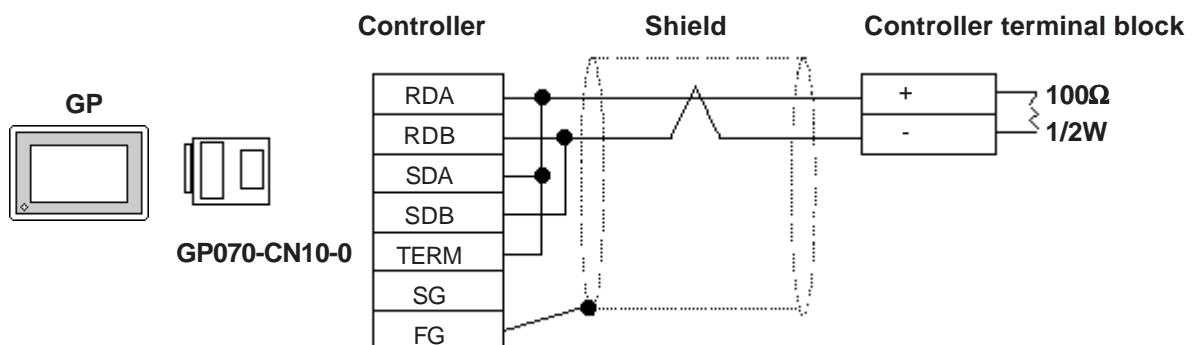 Controller
Shield
Controller terminal block
GP
GP070-CN10-0
RDA
RDB
SDA
SDB
TERM
SG
FG
+
-
100Ω
1/2W